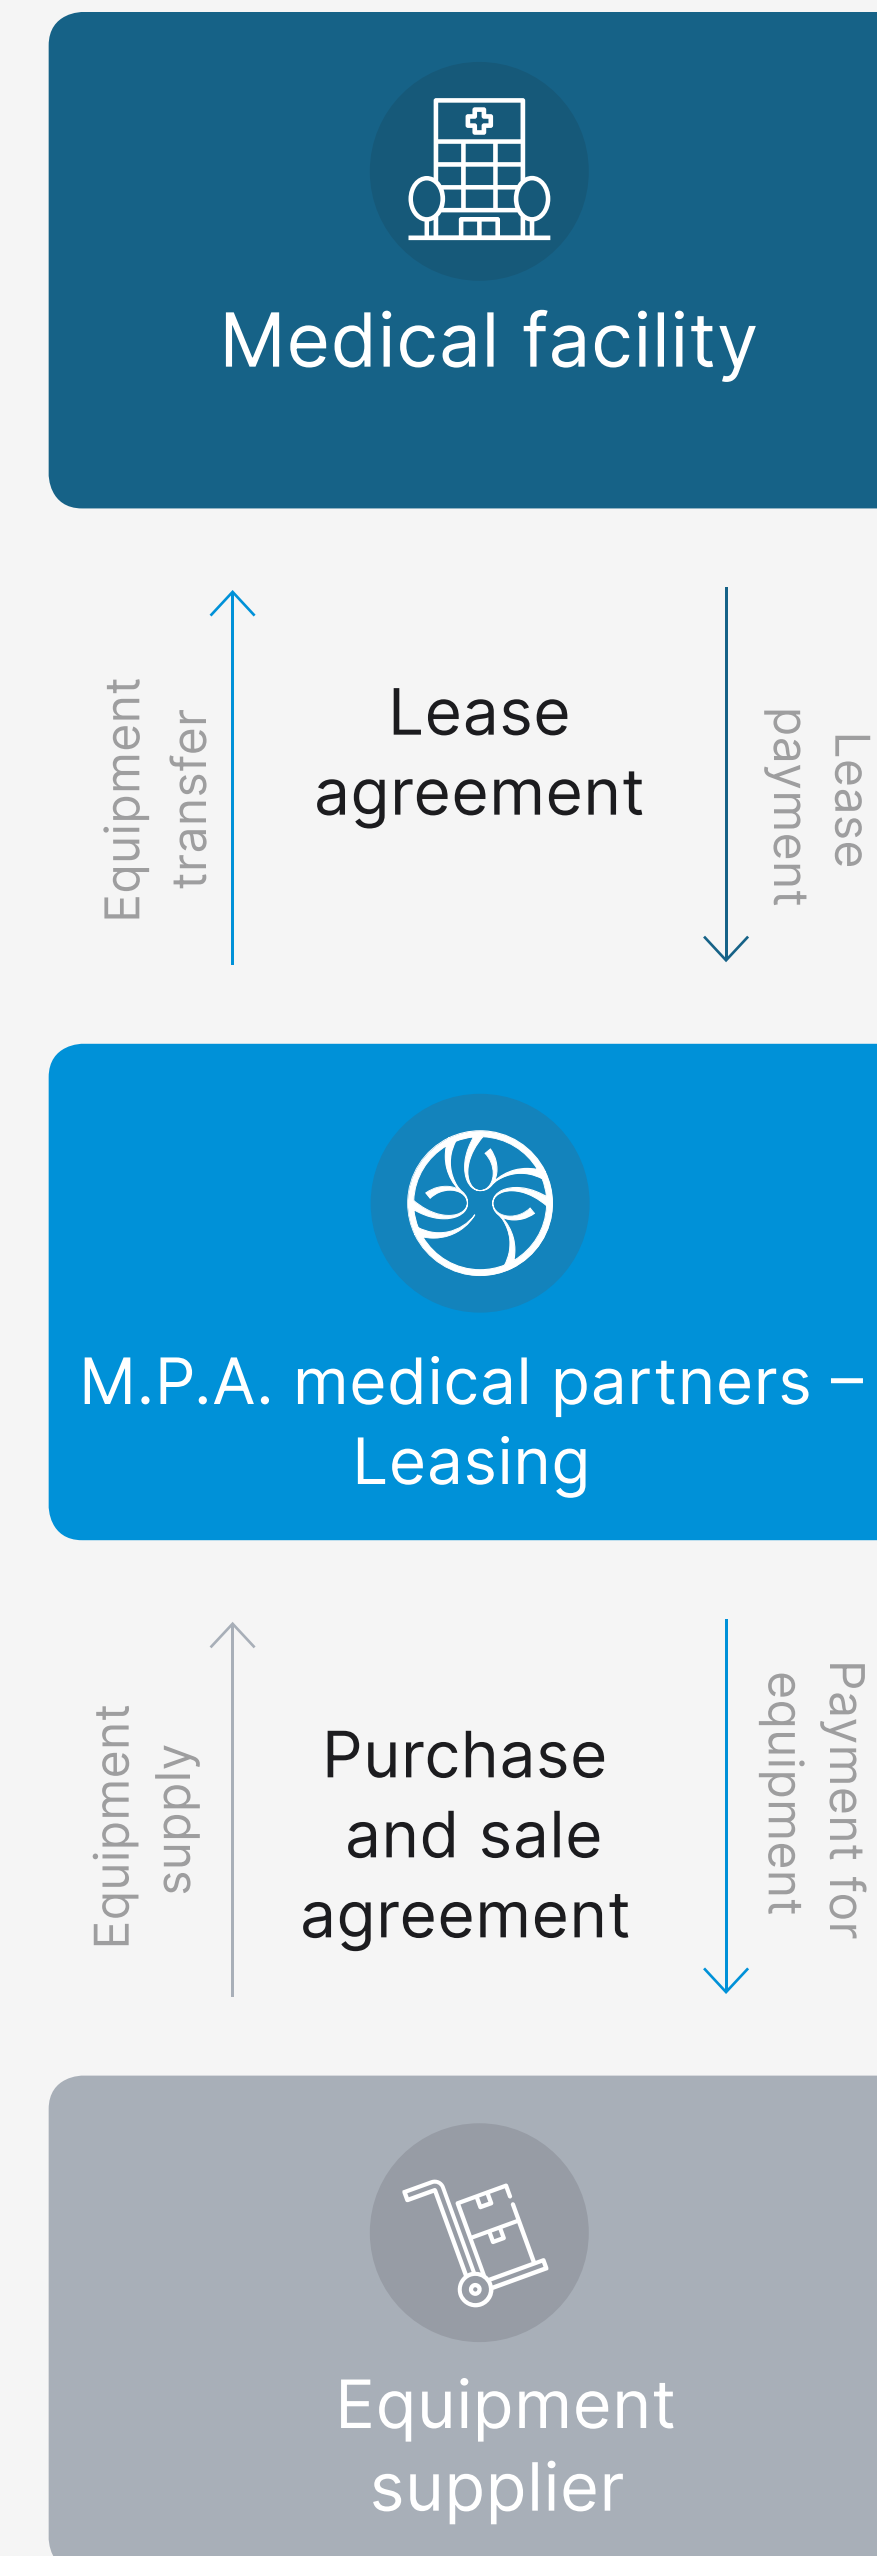 Medical facility
Equipment
transfer
Lease
agreement
Lease
payment
M.P.A. medical partners –
Leasing
Equipment
supply
Purchase
and sale
agreement
Payment for
equipment
Equipment
supplier